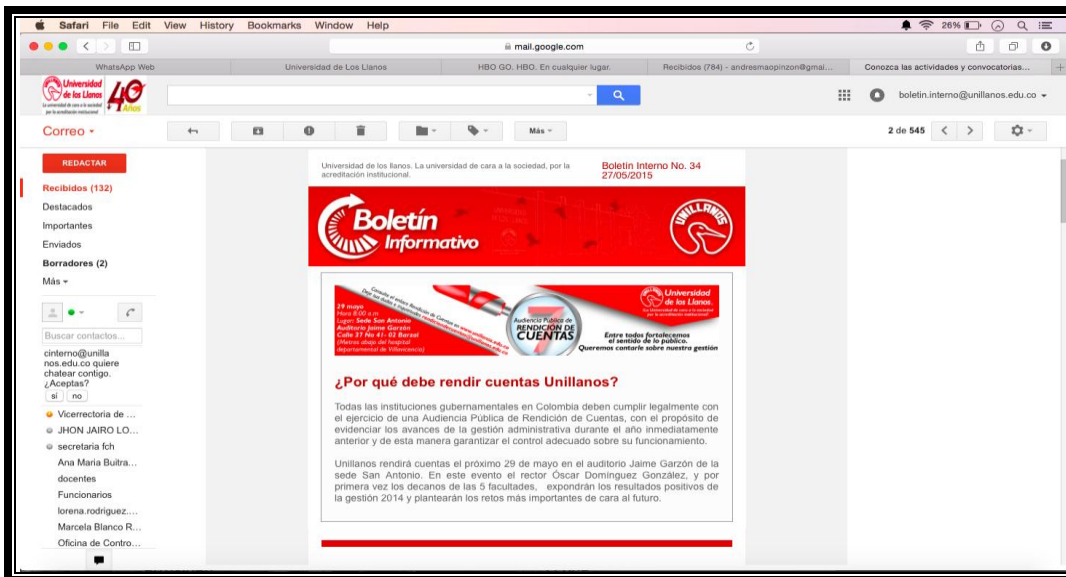 Safari File Edit View History Bookmarks Window Help 26%
mail.google.com
WhatsApp Web Universidad de Los Llanos HBO GO. HBO. En cualquier lugar. Recibidos (784) - andresmaopinzon@gmai... Conozca las actividades y convocatorias...
Universidad de los Llanos 40 Años
boletin.interno@unillanos.edu.co
Correo Más 2 de 545
REDACTAR
Recibidos (132)
Destacados
Importantes
Enviados
Borradores (2)
Más
Buscar contactos...
cinterno@unilla
nos.edu.co quiere
chatear contigo.
¿Aceptas?
sí no
Vicerrectoria de ...
JHON JAIRO LO...
secretaria fch
Ana Maria Buitra...
docentes
Funcionarios
lorena.rodriguez....
Marcela Blanco R...
Oficina de Contro...
Universidad de los llanos. La universidad de cara a la sociedad, por la
acreditación institucional.
Boletin Interno No. 34
27/05/2015
Boletín
Informativo
UNILLANOS
29 mayo
Hora 8:00 a.m
Lugar: Sede San Antonio
Auditorio Jaime Garzón
Calle 37 No 41- 02 Barzal
(Metros abajo del hospital
departamental de Villavicencio)
7
Audiencia Pública de
RENDICIÓN DE
CUENTAS
Universidad
de los Llanos.
Entre todos fortalecemos
el sentido de lo público.
Queremos contarle sobre nuestra gestión
¿Por qué debe rendir cuentas Unillanos?
Todas las instituciones gubernamentales en Colombia deben cumplir legalmente con
el ejercicio de una Audiencia Pública de Rendición de Cuentas, con el propósito de
evidenciar los avances de la gestión administrativa durante el año inmediatamente
anterior y de esta manera garantizar el control adecuado sobre su funcionamiento.
Unillanos rendirá cuentas el próximo 29 de mayo en el auditorio Jaime Garzón de la
sede San Antonio. En este evento el rector Óscar Domínguez González, y por
primera vez los decanos de las 5 facultades, expondrán los resultados positivos de
la gestión 2014 y plantearán los retos más importantes de cara al futuro.